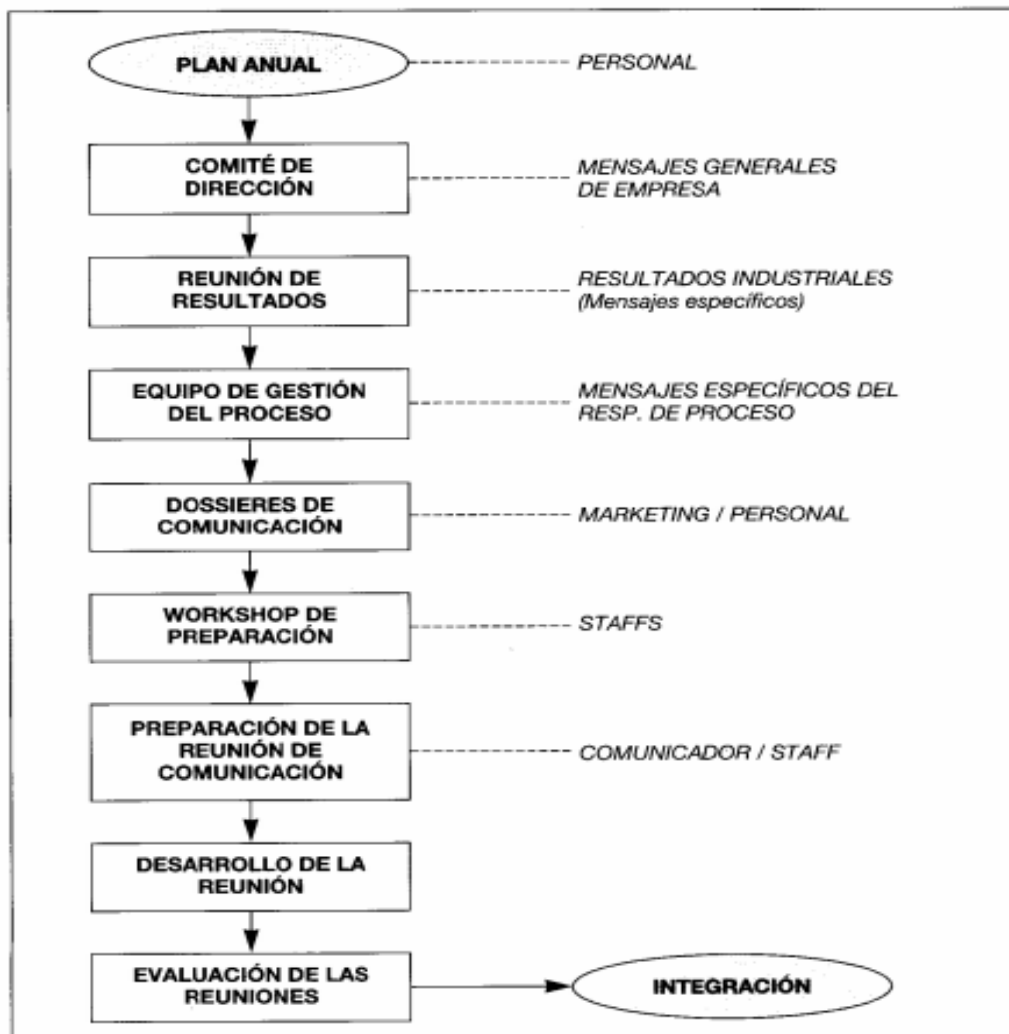 PLAN ANUAL
PERSONAL
COMITÉ DE
DIRECCIÓN
MENSAJES GENERALES
DE EMPRESA
REUNIÓN DE
RESULTADOS
RESULTADOS INDUSTRIALES
(Mensajes específicos)
EQUIPO DE GESTIÓN
DEL PROCESO
MENSAJES ESPECÍFICOS DEL
RESP. DE PROCESO
DOSSIERES DE
COMUNICACIÓN
MARKETING / PERSONAL
WORKSHOP DE
PREPARACIÓN
STAFFS
PREPARACIÓN DE LA
REUNIÓN DE
COMUNICACIÓN
COMUNICADOR / STAFF
DESARROLLO DE LA
REUNIÓN
EVALUACIÓN DE LAS
REUNIONES
INTEGRACIÓN